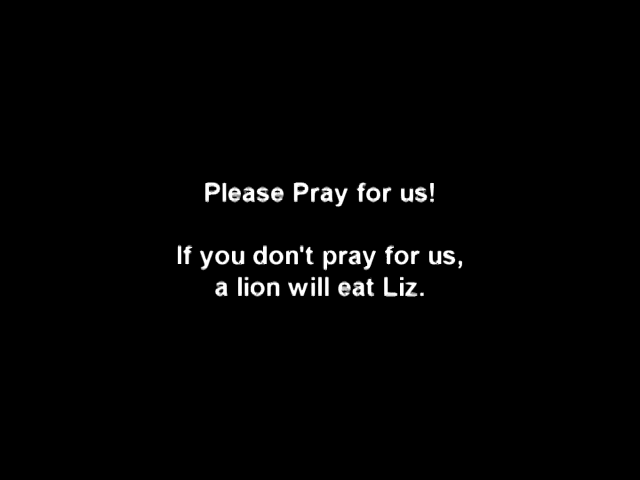 Please Pray for us!
If you don't pray for us,
a lion will eat Liz.